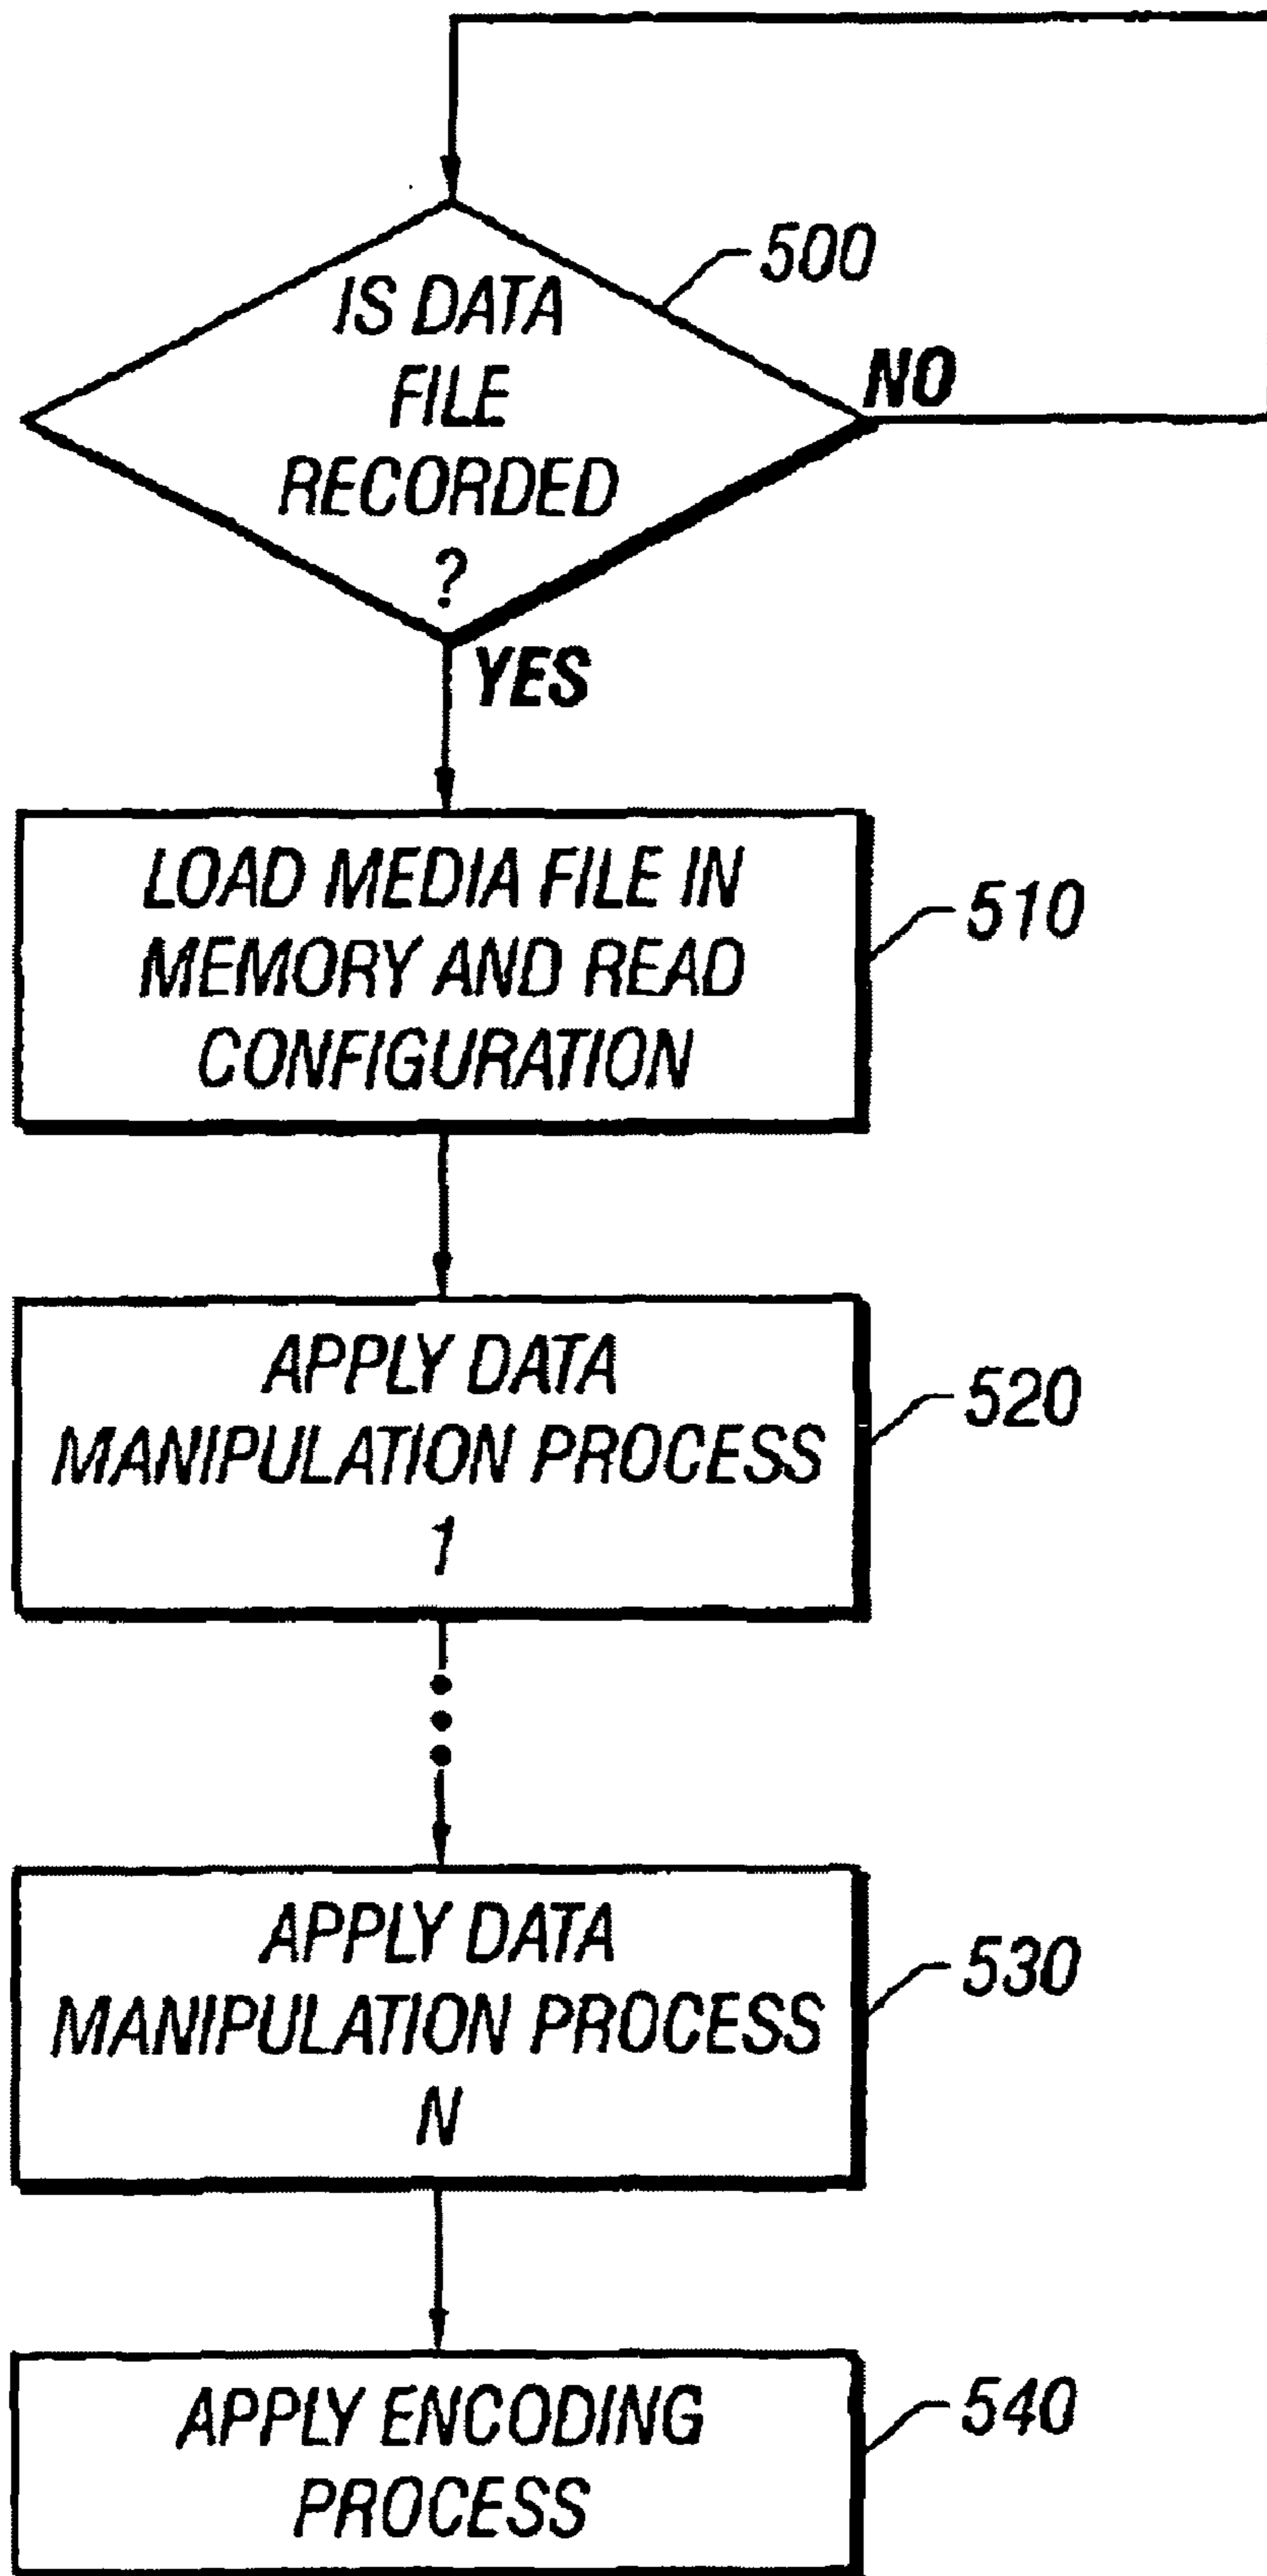 500
IS DATA
FILE
RECORDED
?
NO
YES
LOAD MEDIA FILE IN
MEMORY AND READ
CONFIGURATION
510
APPLY DATA
MANIPULATION PROCESS
1
520
APPLY DATA
MANIPULATION PROCESS
N
530
APPLY ENCODING
PROCESS
540